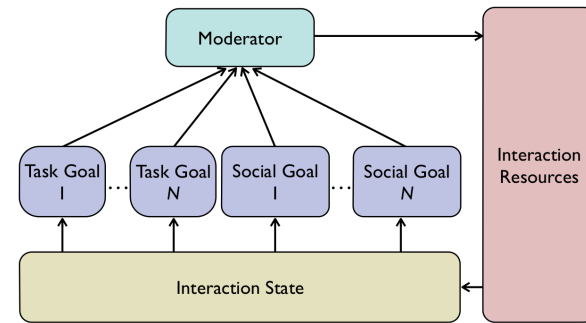 Moderator
Task Goal
1
...
Task Goal
N
Social Goal
1
...
Social Goal
N
Interaction
Resources
Interaction State